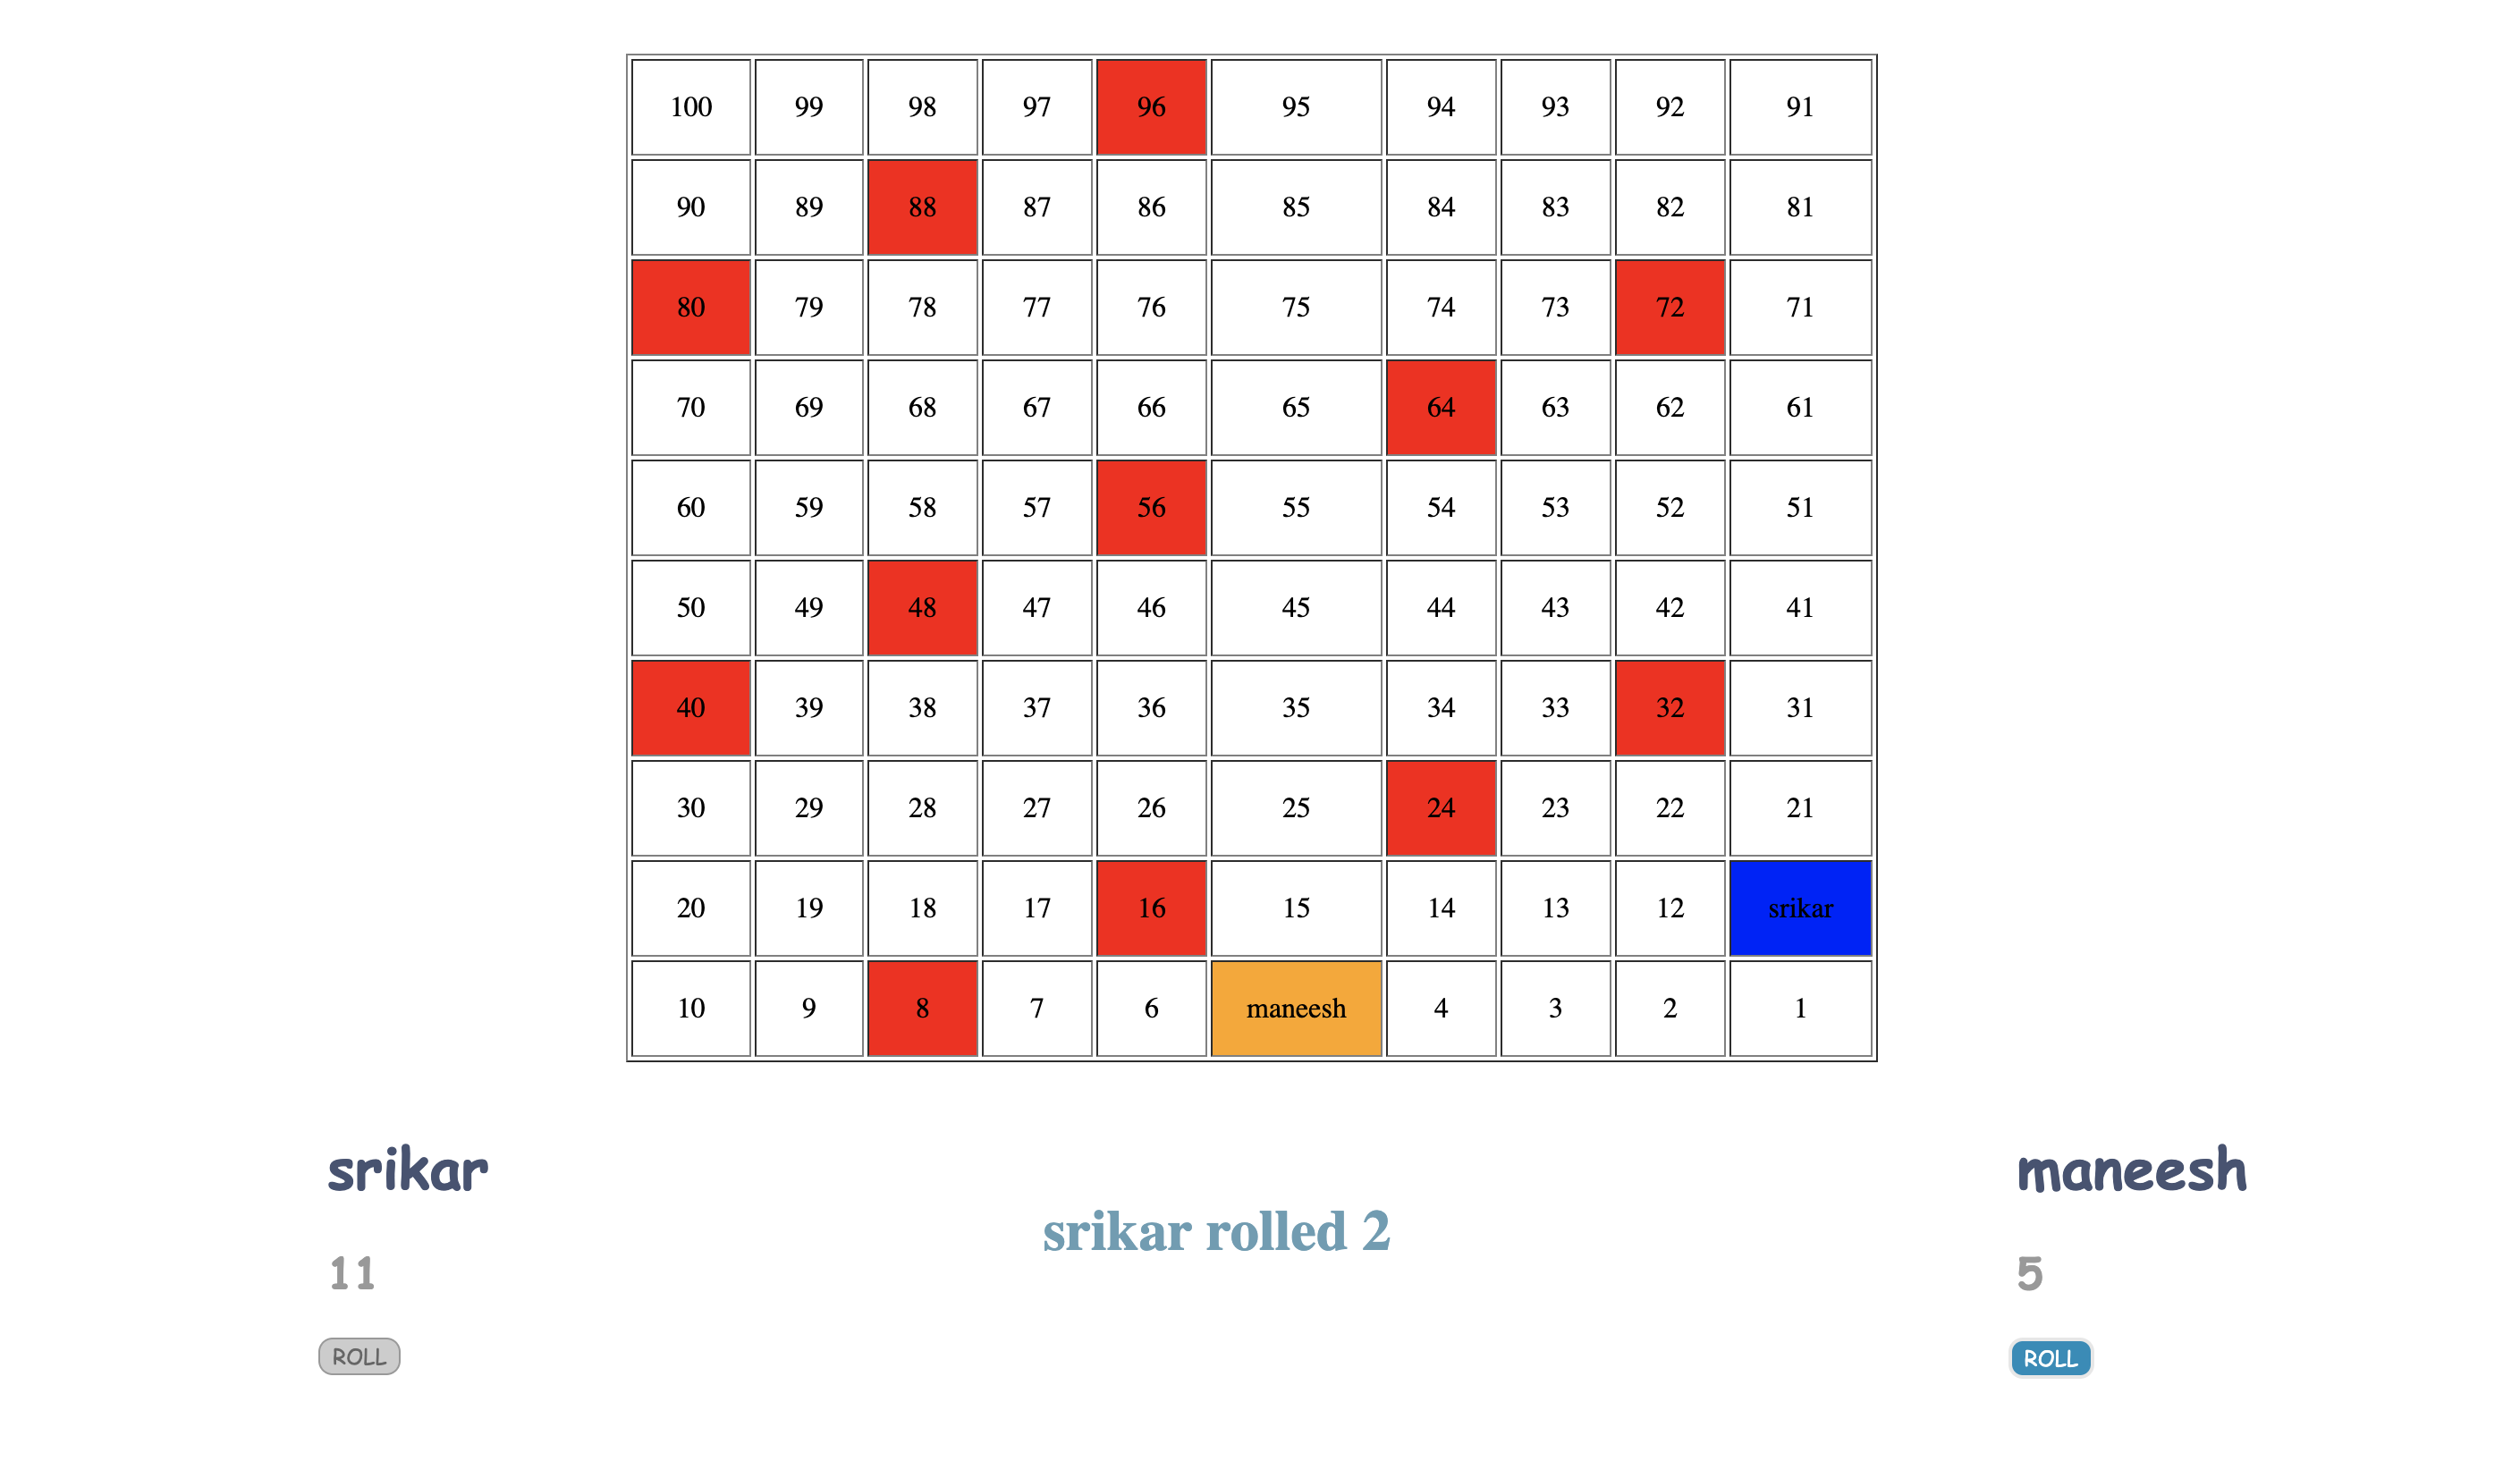 100 99 98 97 96 95 94 93 92 91
90 89 88 87 86 85 84 83 82 81
80 79 78 77 76 75 74 73 72 71
70 69 68 67 66 65 64 63 62 61
60 59 58 57 56 55 54 53 52 51
50 49 48 47 46 45 44 43 42 41
40 39 38 37 36 35 34 33 32 31
30 29 28 27 26 25 24 23 22 21
20 19 18 17 16 15 14 13 12 srikar
10 9 8 7 6 maneesh 4 3 2 1
srikar
11
ROLL
srikar rolled 2
maneesh
5
ROLL